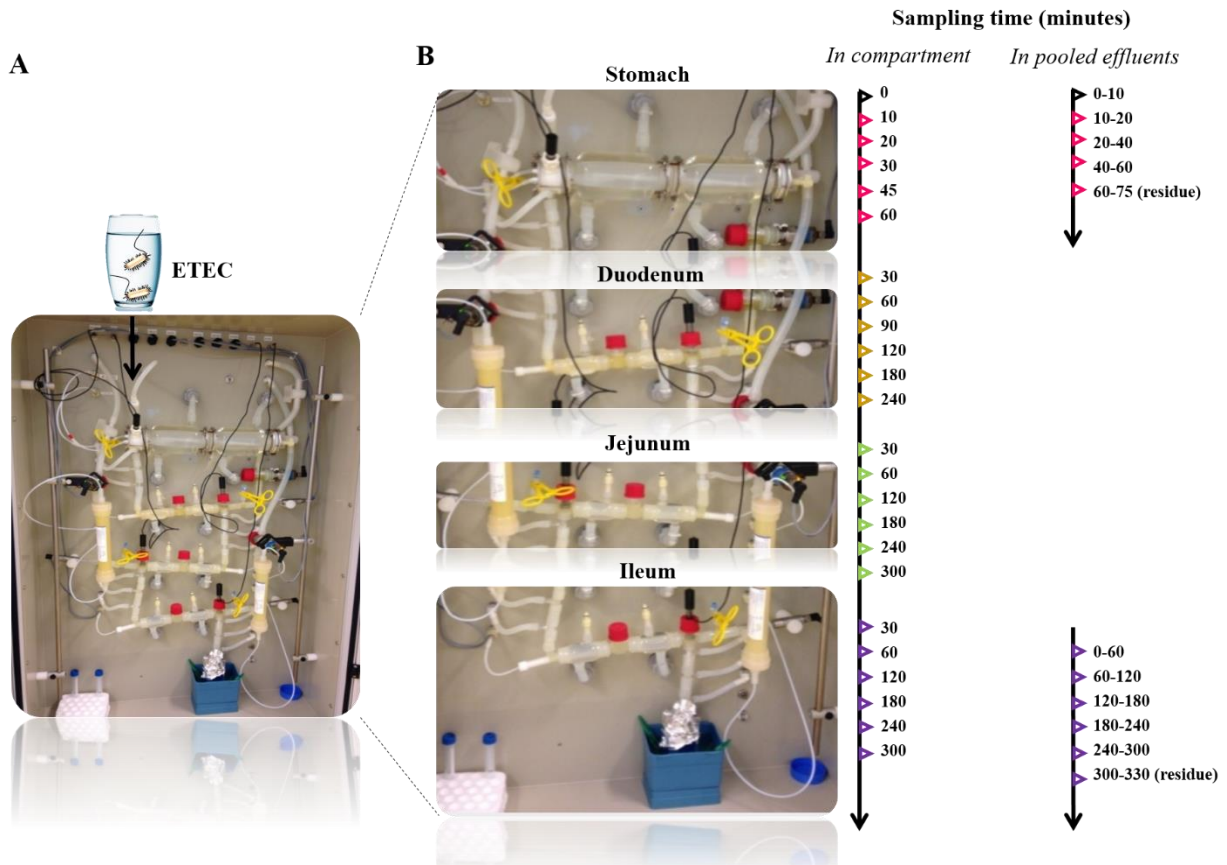 Sampling time (minutes)
A
B
In compartment
In pooled effluents
Stomach
0
10
20
30
45
60
0-10
10-20
20-40
40-60
60-75 (residue)
ETEC
Duodenum
30
60
90
120
180
240
Jejunum
30
60
120
180
240
300
Ileum
30
60
120
180
240
300
0-60
60-120
120-180
180-240
240-300
300-330 (residue)